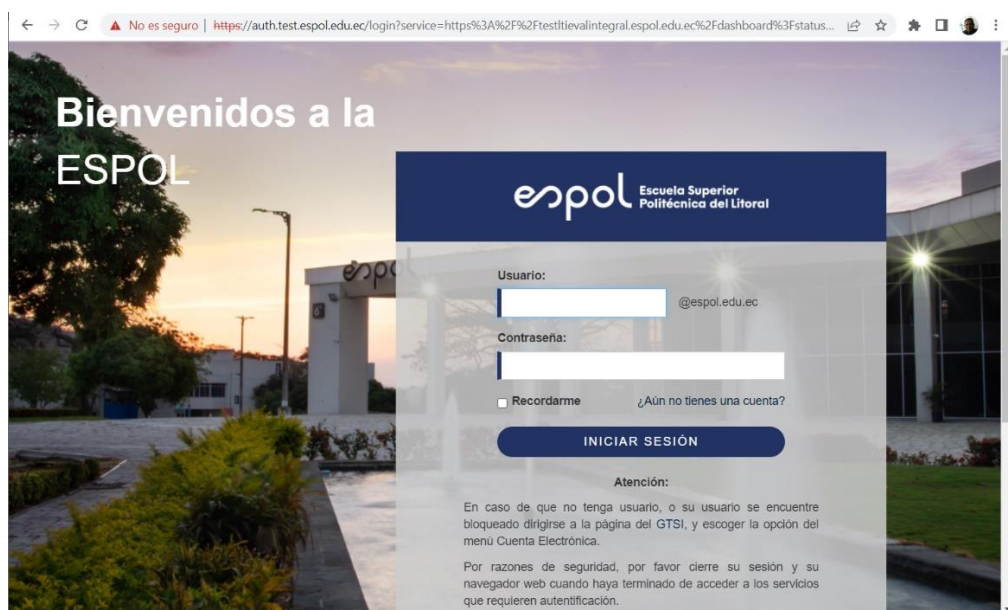 No es seguro | https://auth.test.espol.edu.ec/login?service=https%3A%2F%2Ftestltievalintegral.espol.edu.ec%2Fdashboard%3Fstatus...
Bienvenidos a la
ESPOL
espol Escuela Superior
Politécnica del Litoral
espol
Usuario:
@espol.edu.ec
Contraseña:
Recordarme ¿Aún no tienes una cuenta?
INICIAR SESIÓN
Atención:
En caso de que no tenga usuario, o su usuario se encuentre
bloqueado dirigirse a la página del GTSI, y escoger la opción del
menú Cuenta Electrónica.
Por razones de seguridad, por favor cierre su sesión y su
navegador web cuando haya terminado de acceder a los servicios
que requieren autentificación.